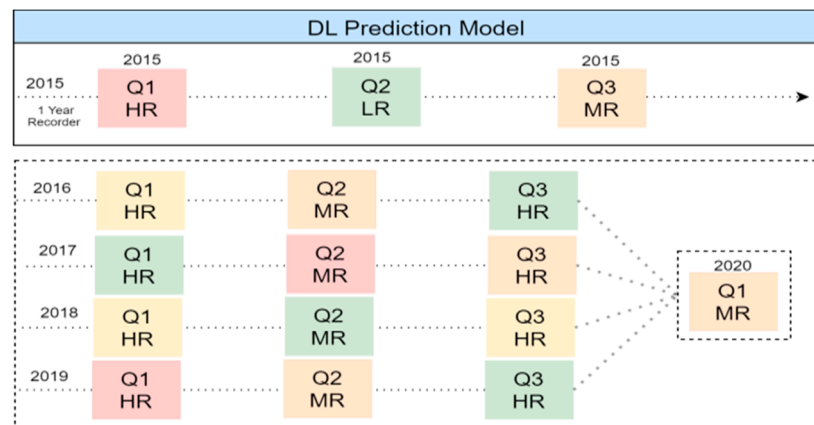 DL Prediction Model
2015
2015
2015
2015
1 Year
Recorder
Q1
HR
Q2
LR
Q3
MR
2016
Q1
HR
Q2
MR
Q3
HR
2017
Q1
HR
Q2
MR
Q3
HR
2018
Q1
HR
Q2
MR
Q3
HR
2019
Q1
HR
Q2
MR
Q3
HR
2020
Q1
MR